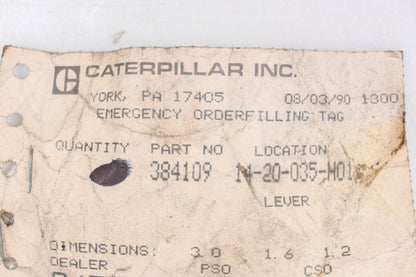 CATERPILLAR INC.
YORK, PA 17405 08/03/90 1300
EMERGENCY ORDERFILLING TAG
QUANTITY PART NO LOCATION
384109 14-20-035-H01
LEVER
DIMENSIONS: 3.0 1.6 1.2
DEALER PSO CSO